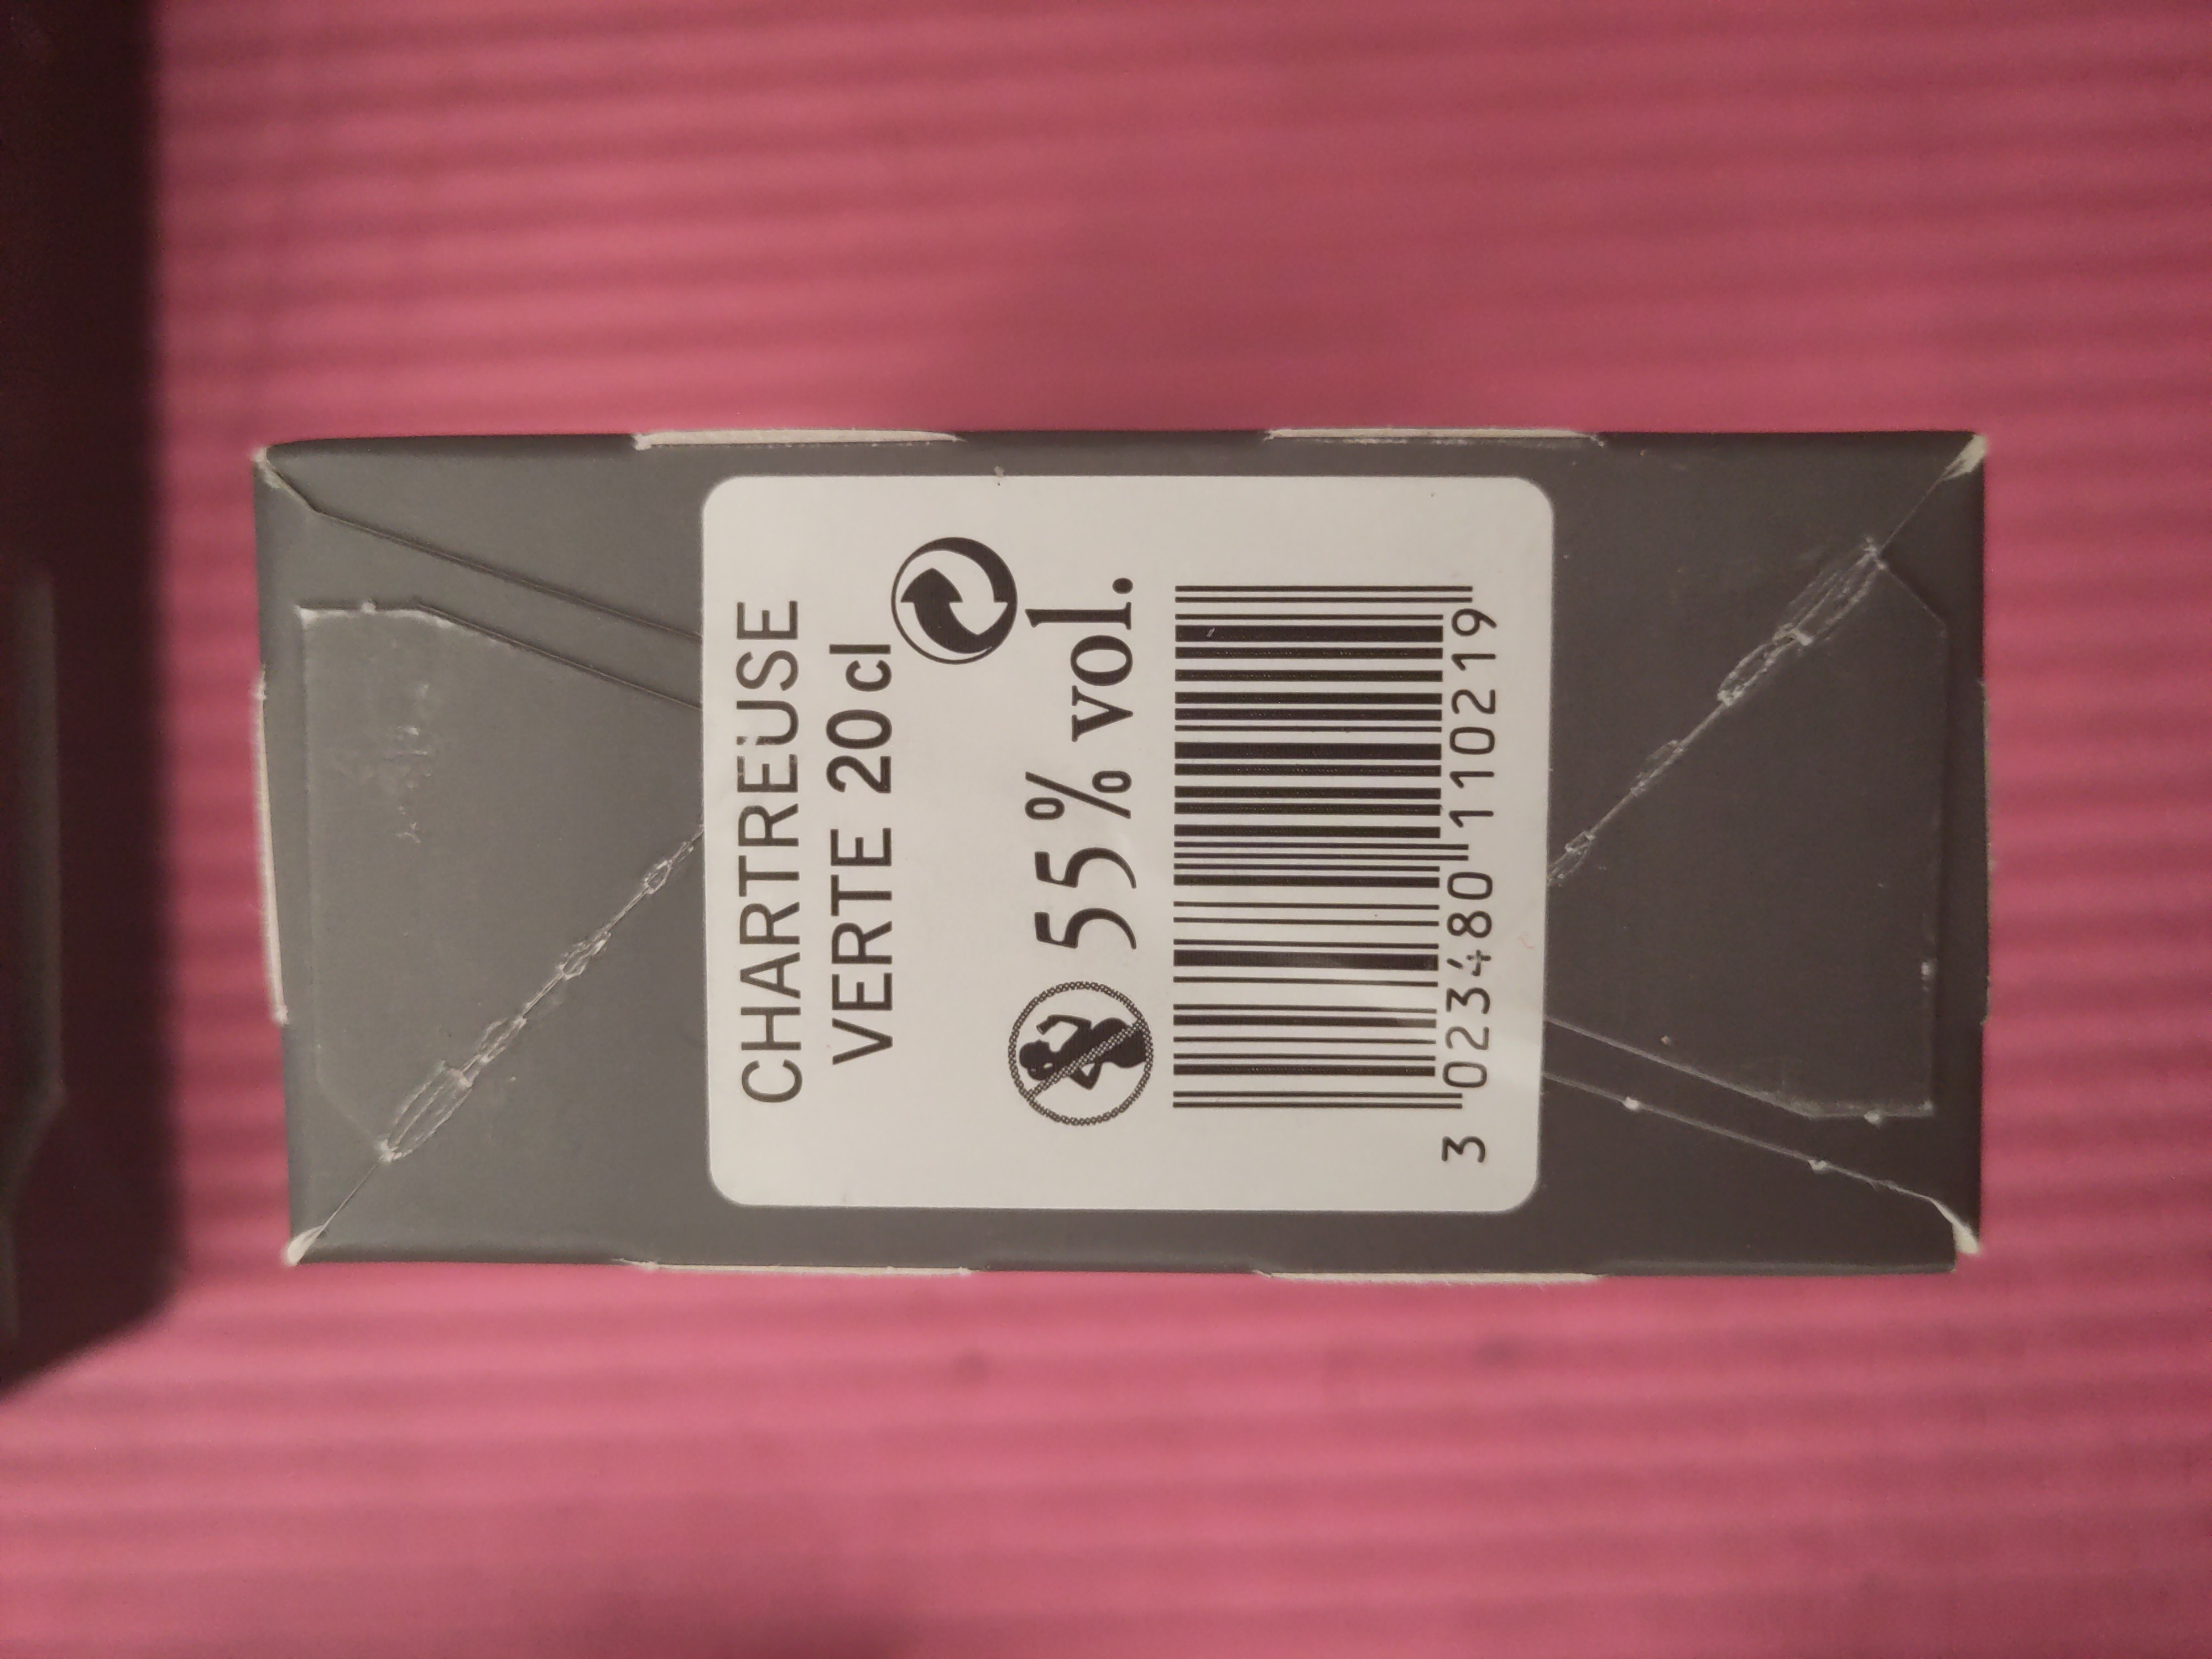 CHARTREUSE
VERTE 20 cl
55 % vol.
3 023480 110219